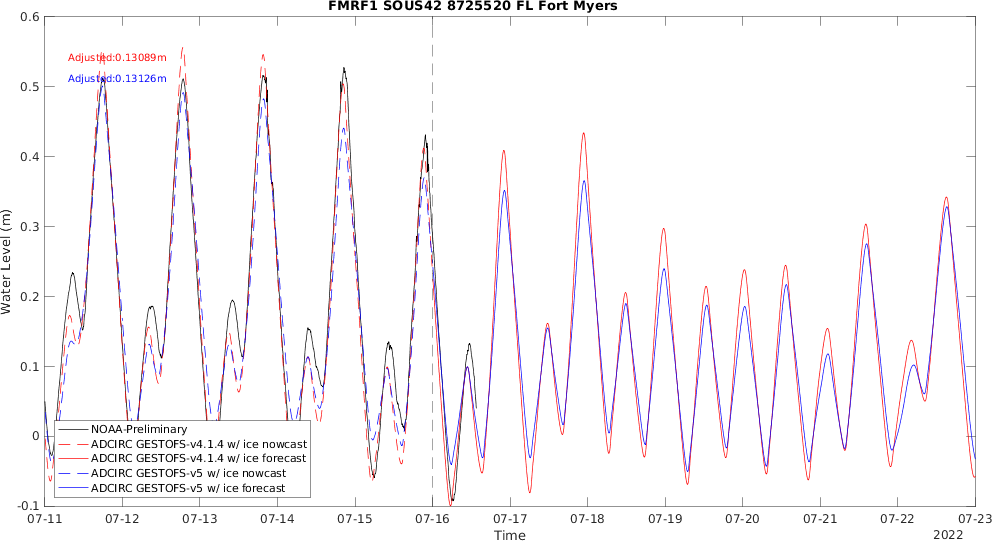 FMRF1 SOUS42 8725520 FL Fort Myers
0.6
0.5
0.4
0.3
0.2
0.1
0
-0.1
Water Level (m)
Adjusted:0.13089m
Adjusted:0.13126m
NOAA-Preliminary
ADCIRC GESTOFS-v4.1.4 w/ ice nowcast
ADCIRC GESTOFS-v4.1.4 w/ ice forecast
ADCIRC GESTOFS-v5 w/ ice nowcast
ADCIRC GESTOFS-v5 w/ ice forecast
07-11 07-12 07-13 07-14 07-15 07-16 07-17 07-18 07-19 07-20 07-21 07-22 07-23
Time
2022